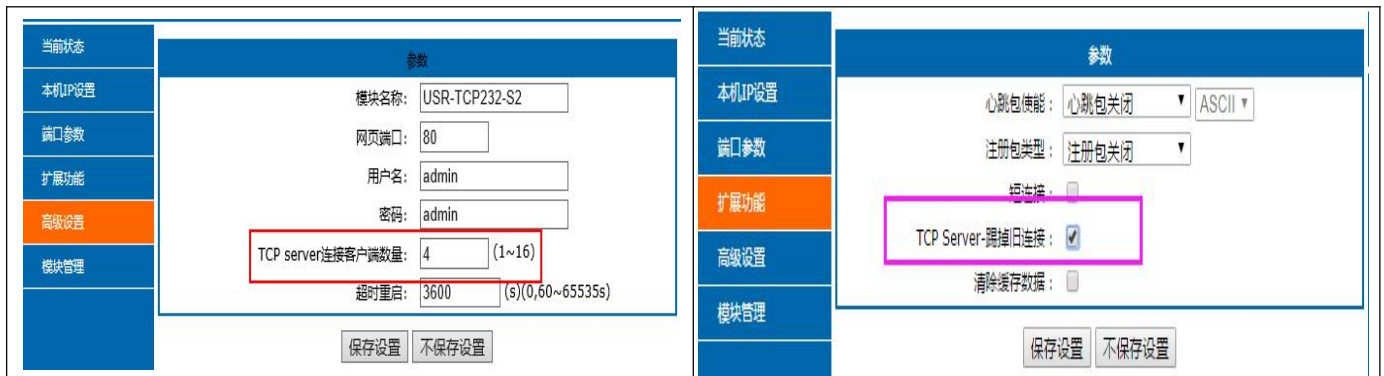 当前状态
本机IP设置
端口参数
扩展功能
高级设置
模块管理
参数
模块名称: USR-TCP232-S2
网页端口: 80
用户名: admin
密码: admin
TCP server连接客户端数量: 4 (1~16)
超时重启: 3600 (s)(0,60~65535s)
保存设置 不保存设置
当前状态
本机IP设置
端口参数
扩展功能
高级设置
模块管理
参数
心跳包使能: 心跳包关闭 ASCII
注册包类型: 注册包关闭
短连接:
TCP Server-踢掉旧连接:
清除缓存数据:
保存设置 不保存设置